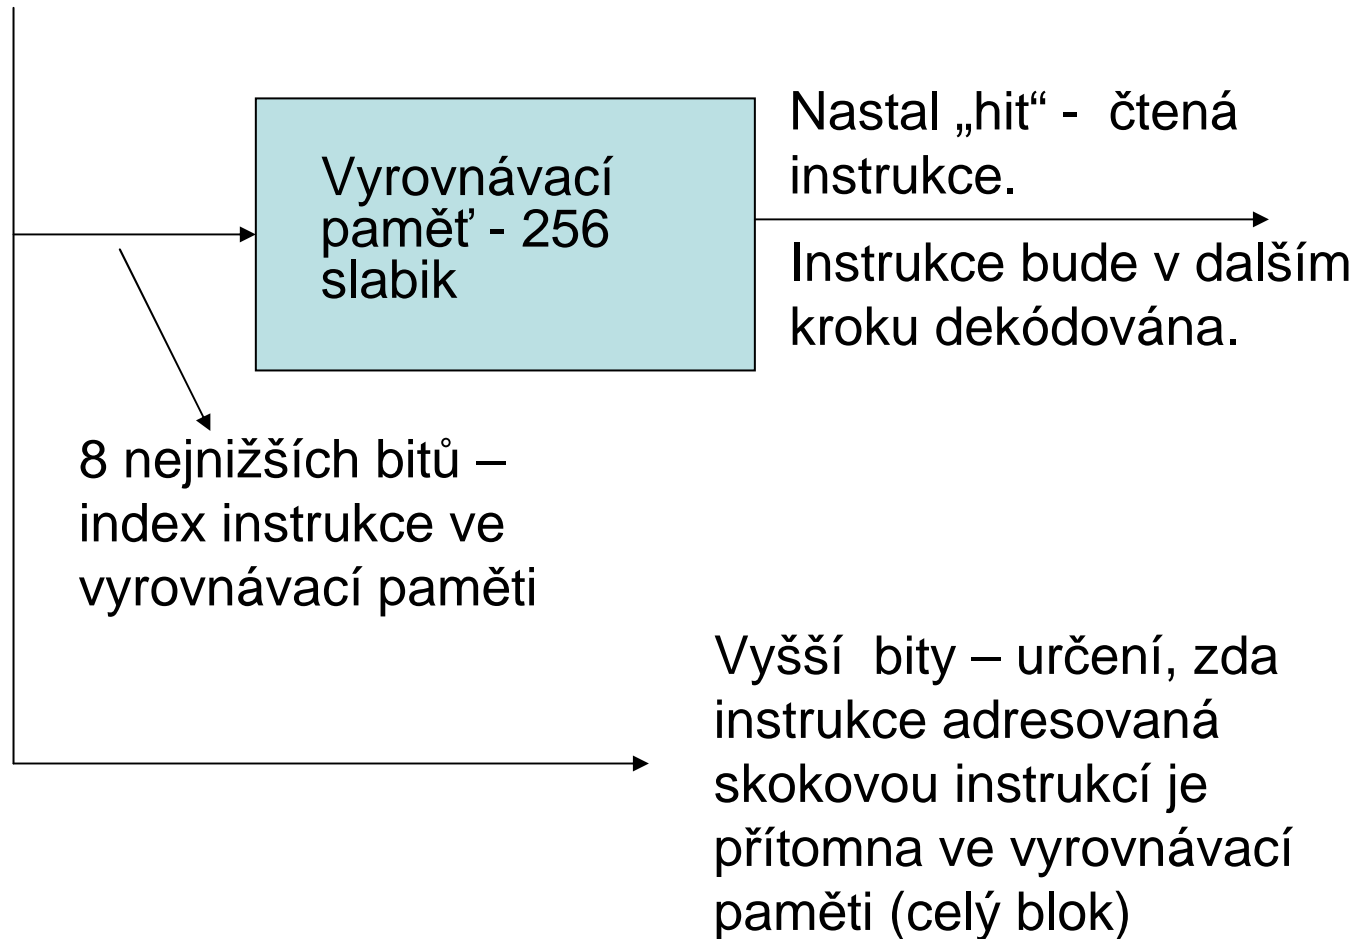 Nastal „hit“ - čtená
instrukce.
Vyrovnávací
paměť - 256
slabik
Instrukce bude v dalším
kroku dekódována.
8 nejnižších bitů –
index instrukce ve
vyrovnávací paměti
Vyšší bity – určení, zda
instrukce adresovaná
skokovou instrukcí je
přítomna ve vyrovnávací
paměti (celý blok)